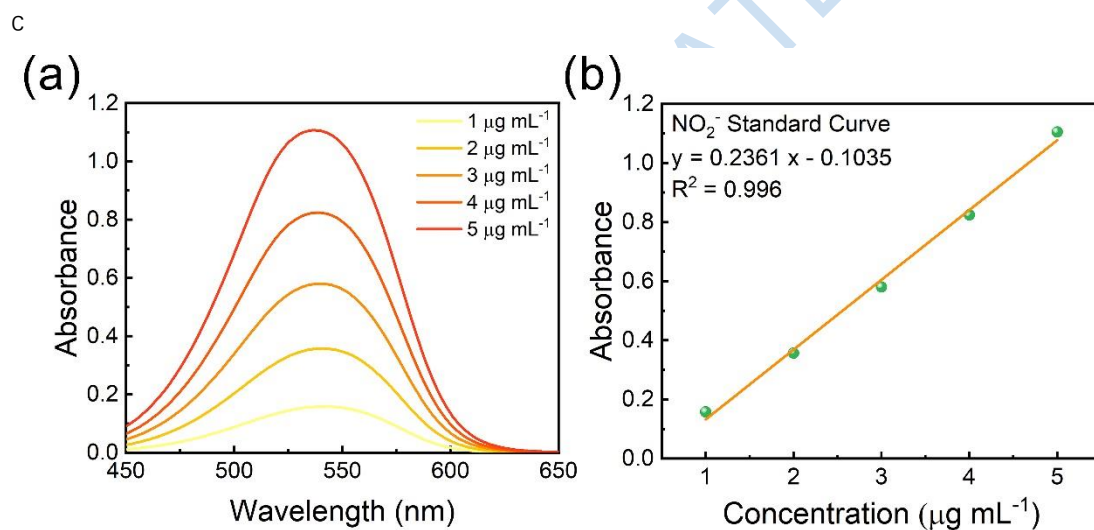 ATE
c
(a)
1.2
1.0
0.8
0.6
0.4
0.2
0.0
Absorbance
1 μg mL⁻¹
2 μg mL⁻¹
3 μg mL⁻¹
4 μg mL⁻¹
5 μg mL⁻¹
450 500 550 600 650
Wavelength (nm)
(b)
1.2
1.0
0.8
0.6
0.4
0.2
0.0
Absorbance
NO₂⁻ Standard Curve
y = 0.2361 x - 0.1035
R² = 0.996
1 2 3 4 5
Concentration (μg mL⁻¹)